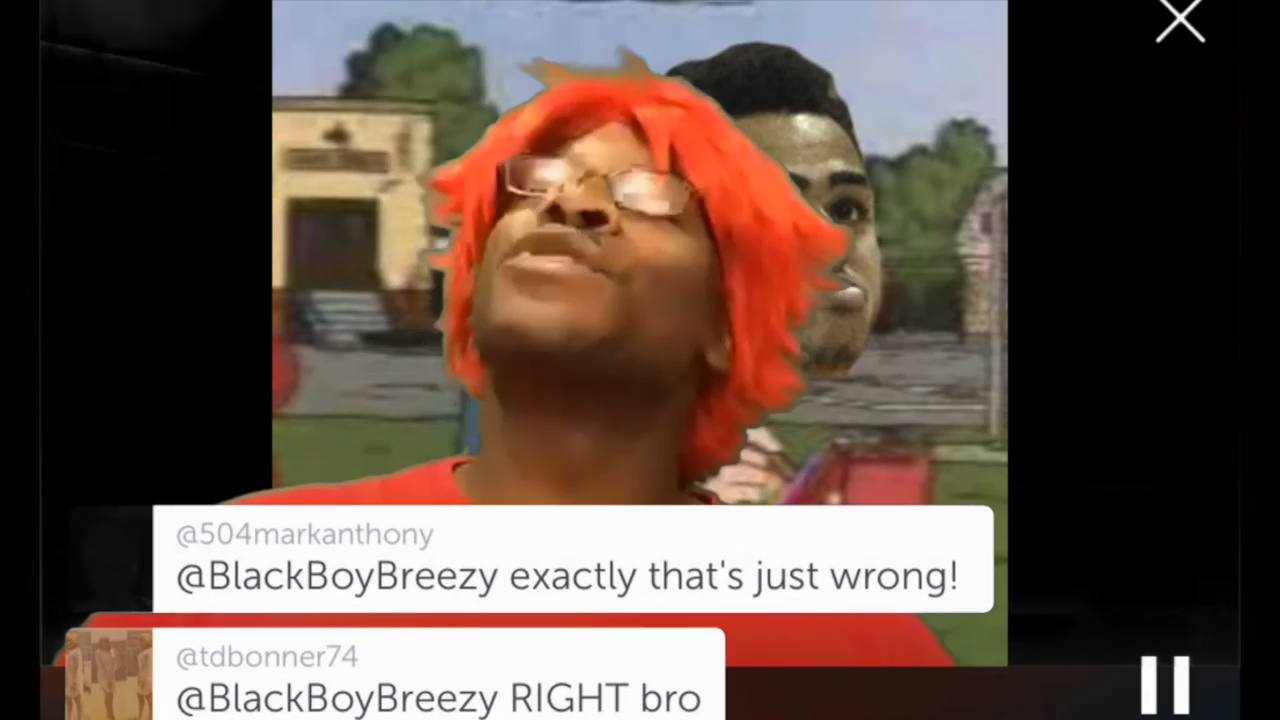 @504markanthony
@BlackBoyBreezy exactly that's just wrong!
@tdbonner74
@BlackBoyBreezy RIGHT bro